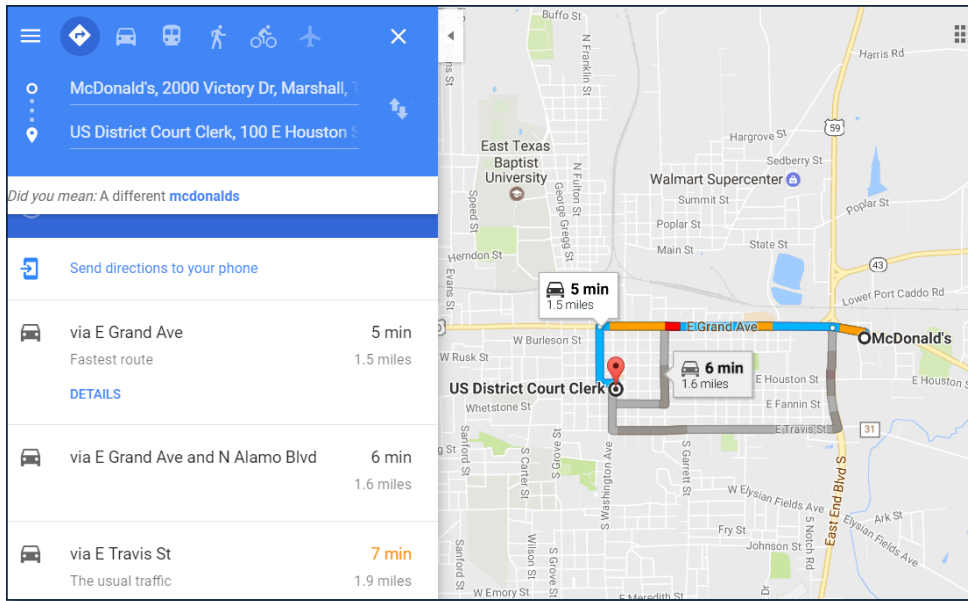 McDonald's, 2000 Victory Dr, Marshall,
US District Court Clerk, 100 E Houston S
Did you mean: A different mcdonalds
Send directions to your phone
via E Grand Ave 5 min
Fastest route 1.5 miles
DETAILS
via E Grand Ave and N Alamo Blvd 6 min
1.6 miles
via E Travis St 7 min
The usual traffic 1.9 miles
Buffo St
N Franklin St
Harris Rd
59
Hargrove St
East Texas
Baptist
University
Sedberry St
Walmart Supercenter
N Fulton St
George Gregg St
Speed St
Summit St
Poplar St
Poplar St
Main St
State St
Herndon St
43
Evans St
Lower Port Caddo Rd
5 min
1.5 miles
E Grand Ave
W Burleson St
McDonald's
W Rusk St
6 min
1.6 miles
E Houston St
E Houston S
US District Court Clerk
Whetstone St
E Fannin St
E Travis St
31
Sanford St
S Carter St
S Grove St
S Washington Ave
S Garrett St
g St
W Elysian Fields Ave
East End Blvd S
S Notch Rd
Ark St
Elysian Fields Ave
Fry St
Johnson St
Sanford St
Wilson St
S Grove St
W Emory St
E Meredith St